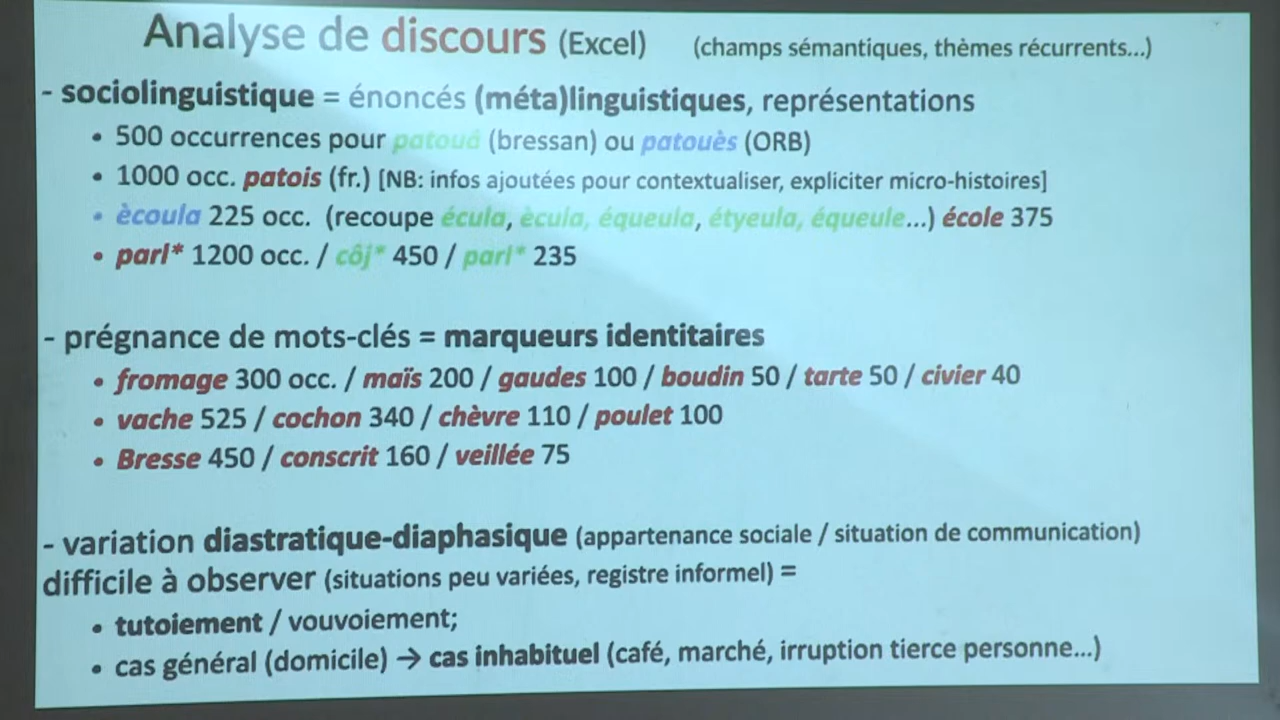 Analyse de discours (Excel) (champs sémantiques, thèmes récurrents...)
- sociolinguistique = énoncés (méta)linguistiques, représentations
• 500 occurrences pour patoué (bressan) ou patouès (ORB)
• 1000 occ. patois (fr.) [NB: infos ajoutées pour contextualiser, expliciter micro-histoires]
• ècoula 225 occ. (recoupe écula, ècula, équeula, étyeula, équeule...) école 375
• parl* 1200 occ. / côj* 450 / parl* 235
- prégnance de mots-clés = marqueurs identitaires
• fromage 300 occ. / maïs 200 / gaudes 100 / boudin 50 / tarte 50 / civier 40
• vache 525 / cochon 340 / chèvre 110 / poulet 100
• Bresse 450 / conscrit 160 / veillée 75
- variation diastratique-diaphasique (appartenance sociale / situation de communication)
difficile à observer (situations peu variées, registre informel) =
• tutoiement / vouvoiement;
• cas général (domicile) → cas inhabituel (café, marché, irruption tierce personne...)